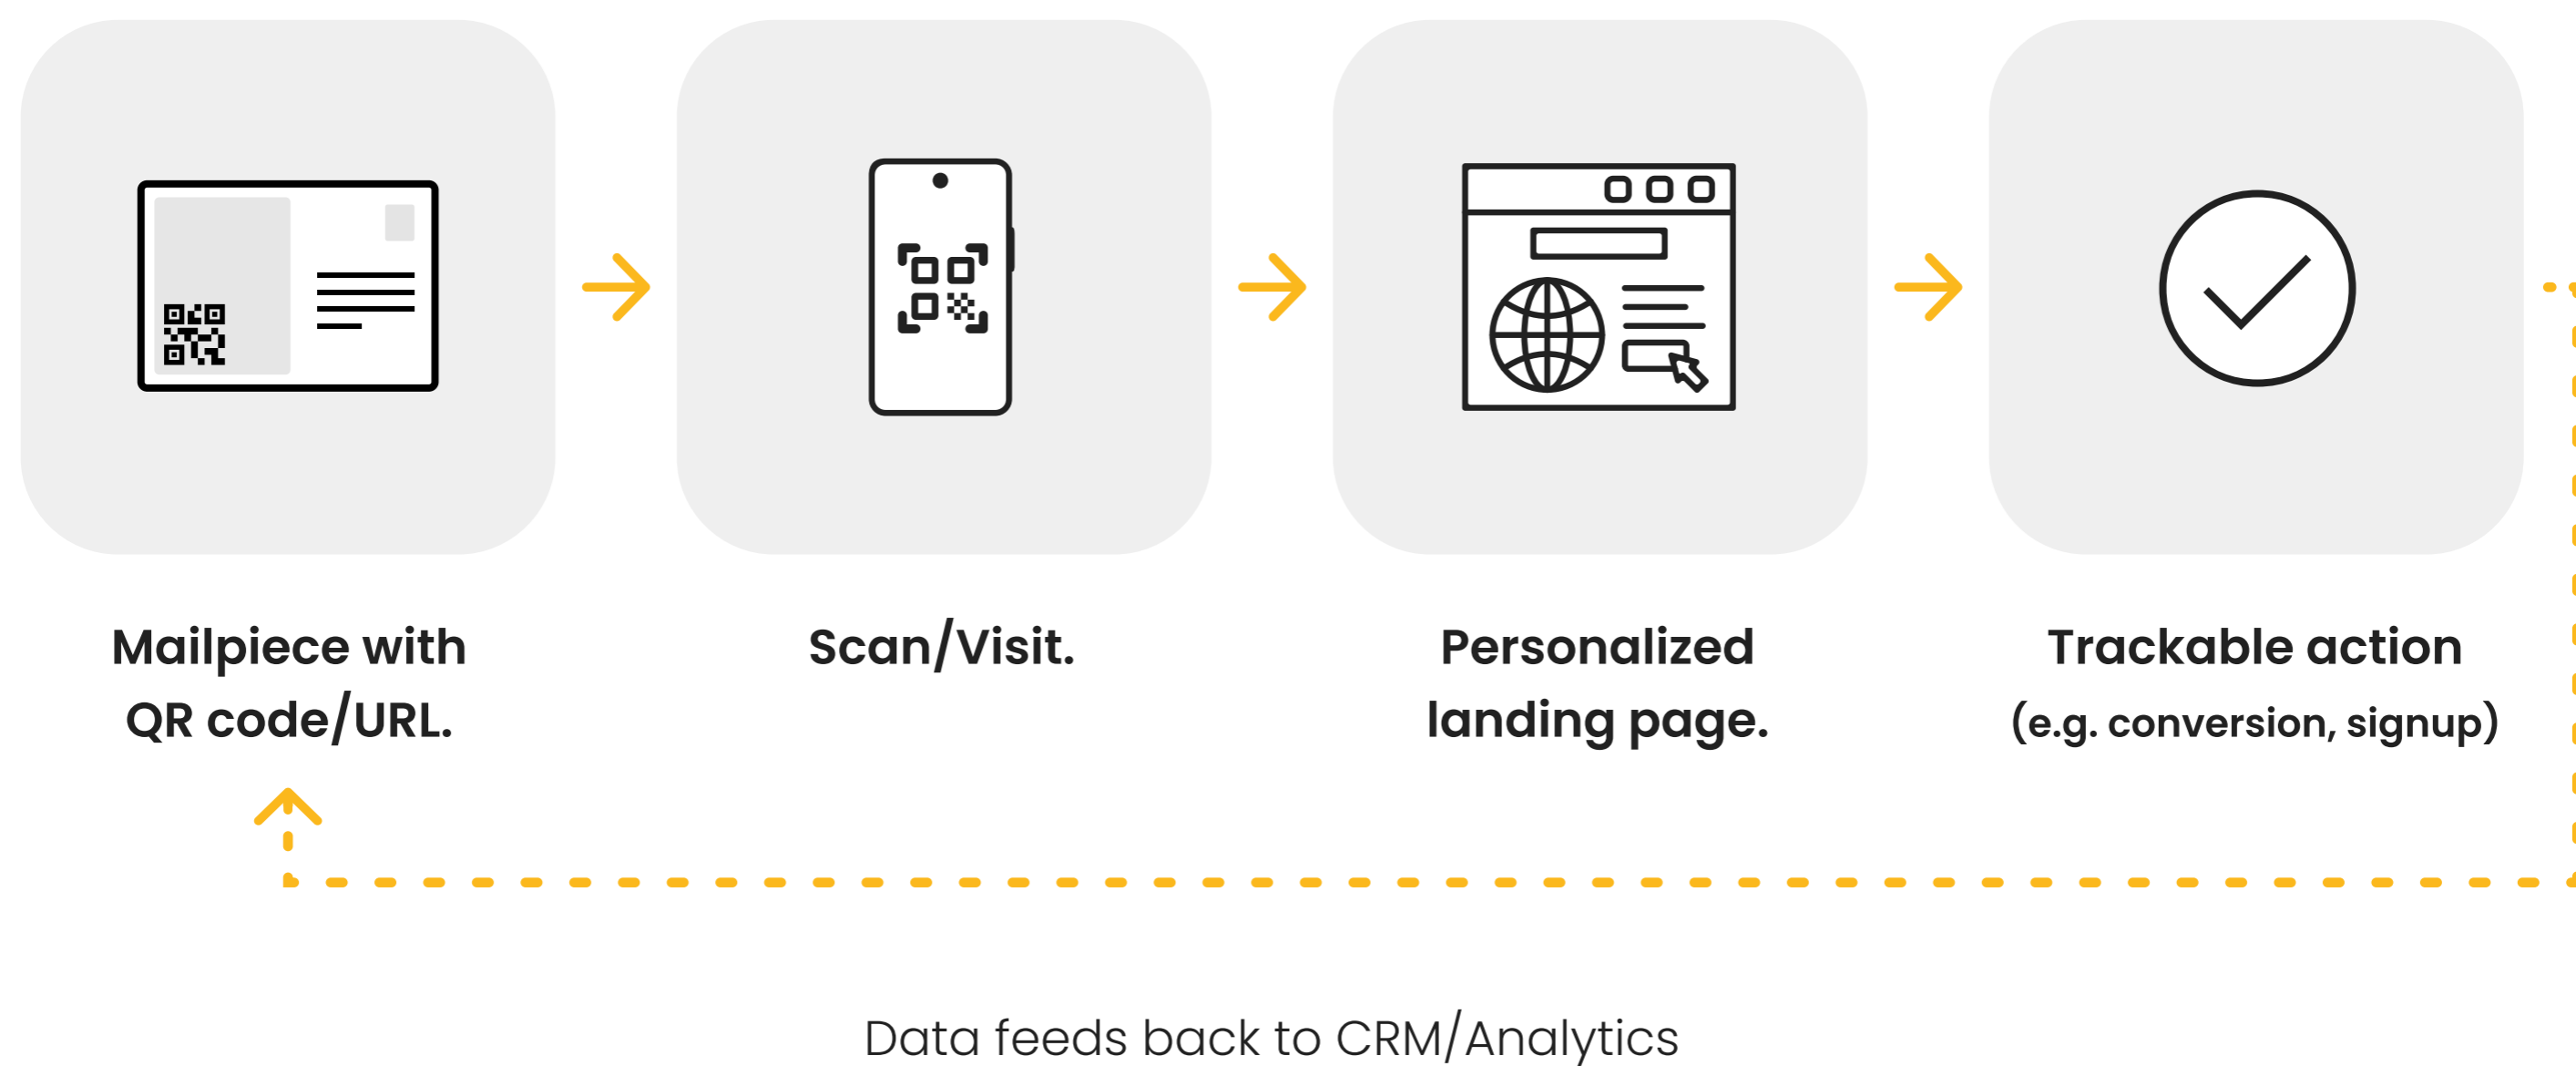 Mailpiece with
QR code/URL.
Scan/Visit.
Personalized
landing page.
Trackable action
(e.g. conversion, signup)
Data feeds back to CRM/Analytics